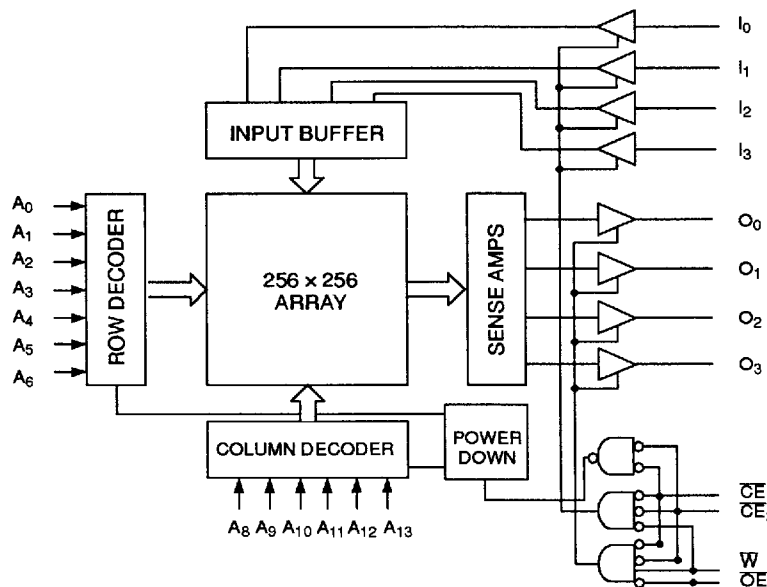 I0
I1
I2
I3
INPUT BUFFER
A0
A1
A2
A3
A4
A5
A6
ROW DECODER
256 × 256
ARRAY
SENSE AMPS
O0
O1
O2
O3
COLUMN DECODER
POWER
DOWN
A8 A9 A10 A11 A12 A13
CE
CE
W
OE